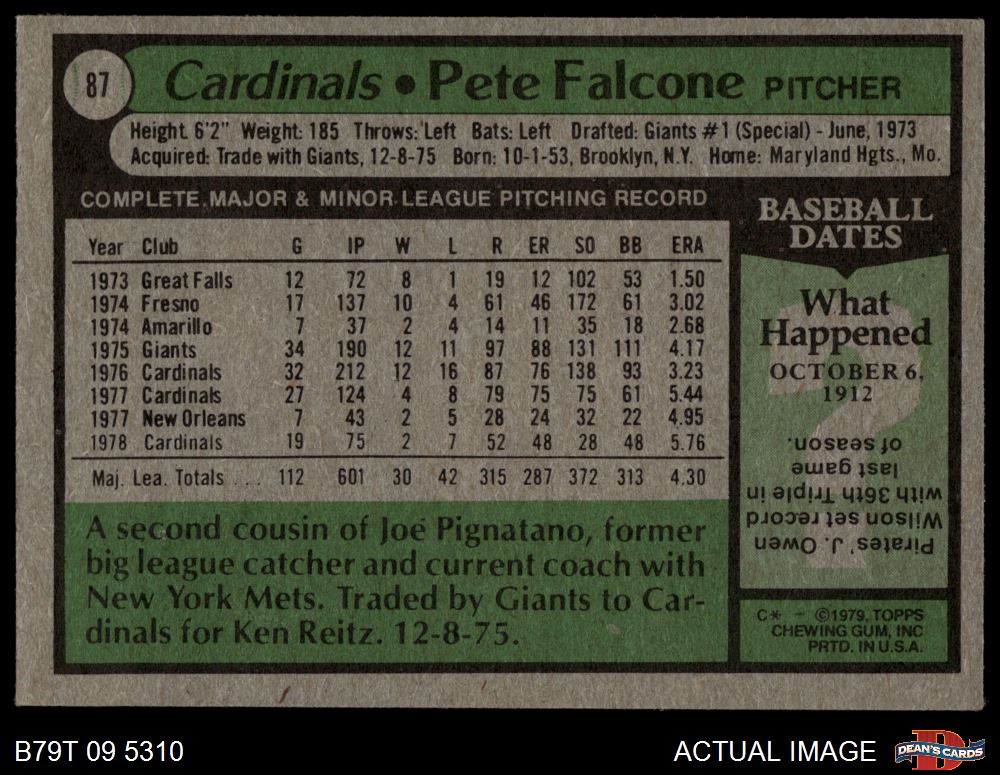 87
Cardinals • Pete Falcone PITCHER
Height: 6'2" Weight: 185 Throws: Left Bats: Left Drafted: Giants #1 (Special) - June, 1973
Acquired: Trade with Giants, 12-8-75 Born: 10-1-53, Brooklyn, N.Y. Home: Maryland Hgts., Mo.
COMPLETE MAJOR & MINOR LEAGUE PITCHING RECORD
Year Club G IP W L R ER SO BB ERA
1973 Great Falls 12 72 8 1 19 12 102 53 1.50
1974 Fresno 17 137 10 4 61 46 172 61 3.02
1974 Amarillo 7 37 2 4 14 11 35 18 2.68
1975 Giants 34 190 12 11 97 88 131 111 4.17
1976 Cardinals 32 212 12 16 87 76 138 93 3.23
1977 Cardinals 27 124 4 8 79 75 75 61 5.44
1977 New Orleans 7 43 2 5 28 24 32 22 4.95
1978 Cardinals 19 75 2 7 52 48 28 48 5.76
Maj. Lea. Totals . . . 112 601 30 42 315 287 372 313 4.30
A second cousin of Joe Pignatano, former
big league catcher and current coach with
New York Mets. Traded by Giants to Car-
dinals for Ken Reitz. 12-8-75.
BASEBALL
DATES
What
Happened
OCTOBER 6,
1912
Pirates' J. Owen
Wilson set record
with 36th Triple in
last game
of season.
C* - ©1979, TOPPS
CHEWING GUM, INC
PRTD. IN U.S.A.
B79T 09 5310
ACTUAL IMAGE
DEAN'S CARDS